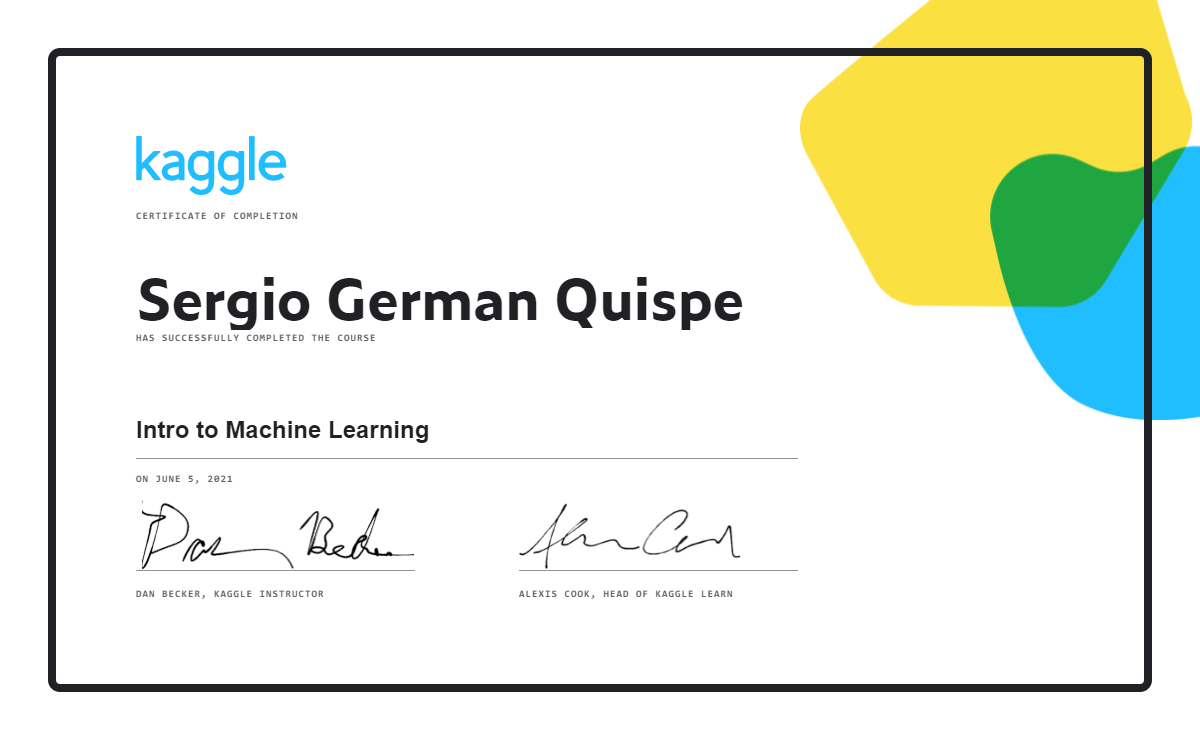 kaggle
CERTIFICATE OF COMPLETION
Sergio German Quispe
HAS SUCCESSFULLY COMPLETED THE COURSE
Intro to Machine Learning
ON JUNE 5, 2021
Dan Becker
Alexis Cook
DAN BECKER, KAGGLE INSTRUCTOR
ALEXIS COOK, HEAD OF KAGGLE LEARN